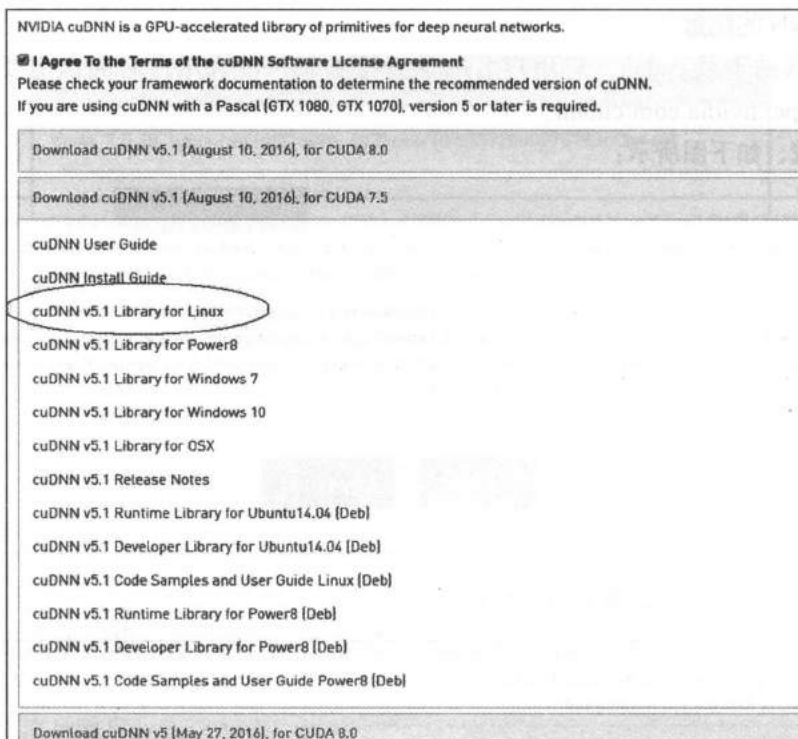 NVIDIA cuDNN is a GPU-accelerated library of primitives for deep neural networks.
I Agree To the Terms of the cuDNN Software License Agreement
Please check your framework documentation to determine the recommended version of cuDNN.
If you are using cuDNN with a Pascal (GTX 1080, GTX 1070), version 5 or later is required.
Download cuDNN v5.1 (August 10, 2016), for CUDA 8.0
Download cuDNN v5.1 (August 10, 2016), for CUDA 7.5
cuDNN User Guide
cuDNN Install Guide
cuDNN v5.1 Library for Linux
cuDNN v5.1 Library for Power8
cuDNN v5.1 Library for Windows 7
cuDNN v5.1 Library for Windows 10
cuDNN v5.1 Library for OSX
cuDNN v5.1 Release Notes
cuDNN v5.1 Runtime Library for Ubuntu14.04 (Deb)
cuDNN v5.1 Developer Library for Ubuntu14.04 (Deb)
cuDNN v5.1 Code Samples and User Guide Linux (Deb)
cuDNN v5.1 Runtime Library for Power8 (Deb)
cuDNN v5.1 Developer Library for Power8 (Deb)
cuDNN v5.1 Code Samples and User Guide Power8 (Deb)
Download cuDNN v5 (May 27, 2016), for CUDA 8.0